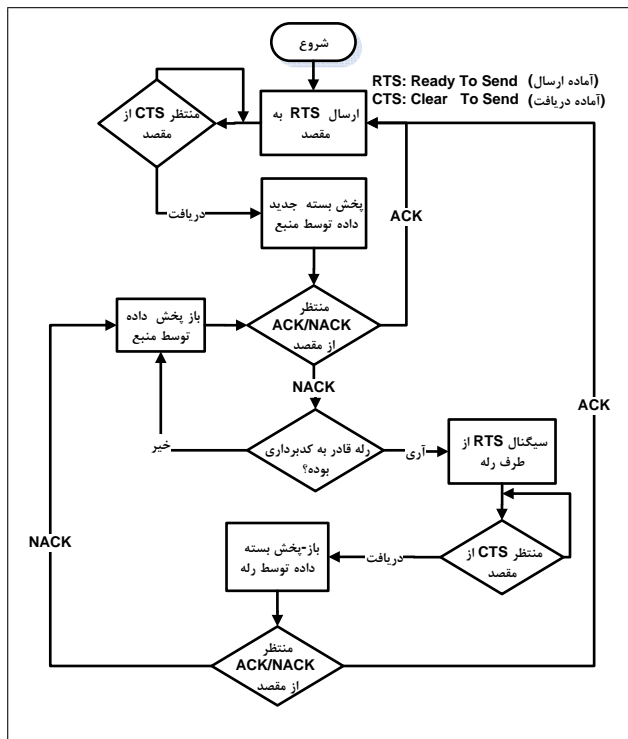 شروع
RTS: Ready To Send (آماده ارسال)
CTS: Clear To Send (آماده دریافت)
ارسال RTS به
مقصد
منتظر CTS از
مقصد
دریافت
پخش بسته جدید
داده توسط منبع
ACK
باز پخش داده
توسط منبع
منتظر
ACK/NACK
از مقصد
NACK
ACK
خیر
رله قادر به کدبرداری
بوده؟
آری
سیگنال RTS از
طرف رله
NACK
باز-پخش بسته
داده توسط رله
دریافت
منتظر CTS از
مقصد
منتظر
ACK/NACK
از مقصد